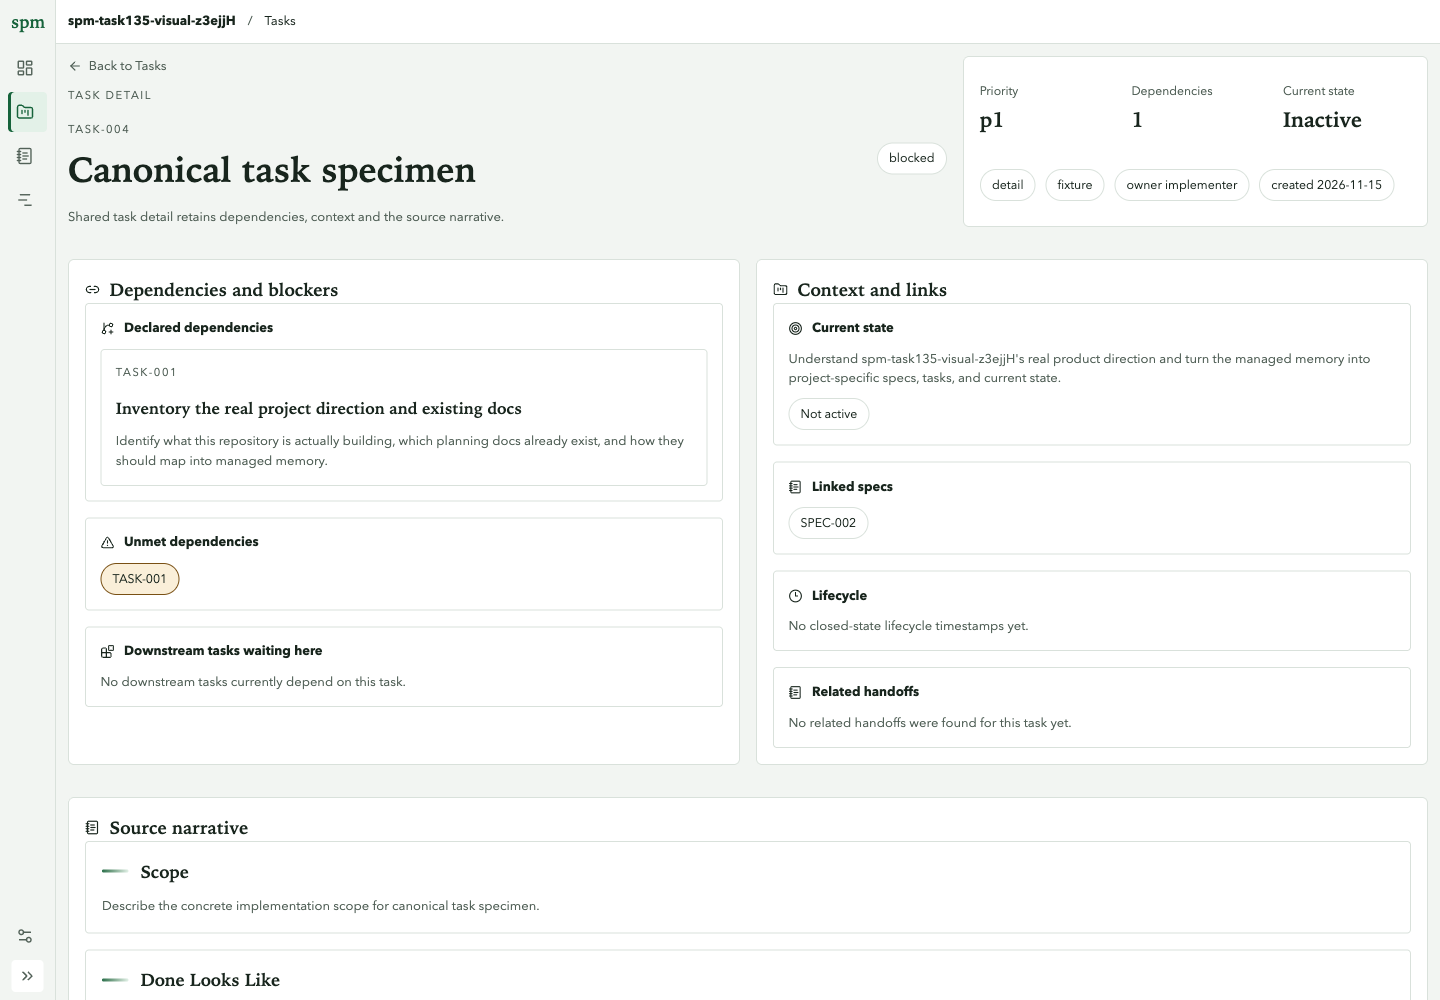 spm
spm-task135-visual-z3ejjH / Tasks
Back to Tasks
TASK DETAIL
TASK-004
Canonical task specimen
blocked
Shared task detail retains dependencies, context and the source narrative.
Priority
p1
Dependencies
1
Current state
Inactive
detail
fixture
owner implementer
created 2026-11-15
Dependencies and blockers
Declared dependencies
TASK-001
Inventory the real project direction and existing docs
Identify what this repository is actually building, which planning docs already exist, and how they
should map into managed memory.
Unmet dependencies
TASK-001
Downstream tasks waiting here
No downstream tasks currently depend on this task.
Context and links
Current state
Understand spm-task135-visual-z3ejjH's real product direction and turn the managed memory into
project-specific specs, tasks, and current state.
Not active
Linked specs
SPEC-002
Lifecycle
No closed-state lifecycle timestamps yet.
Related handoffs
No related handoffs were found for this task yet.
Source narrative
Scope
Describe the concrete implementation scope for canonical task specimen.
Done Looks Like